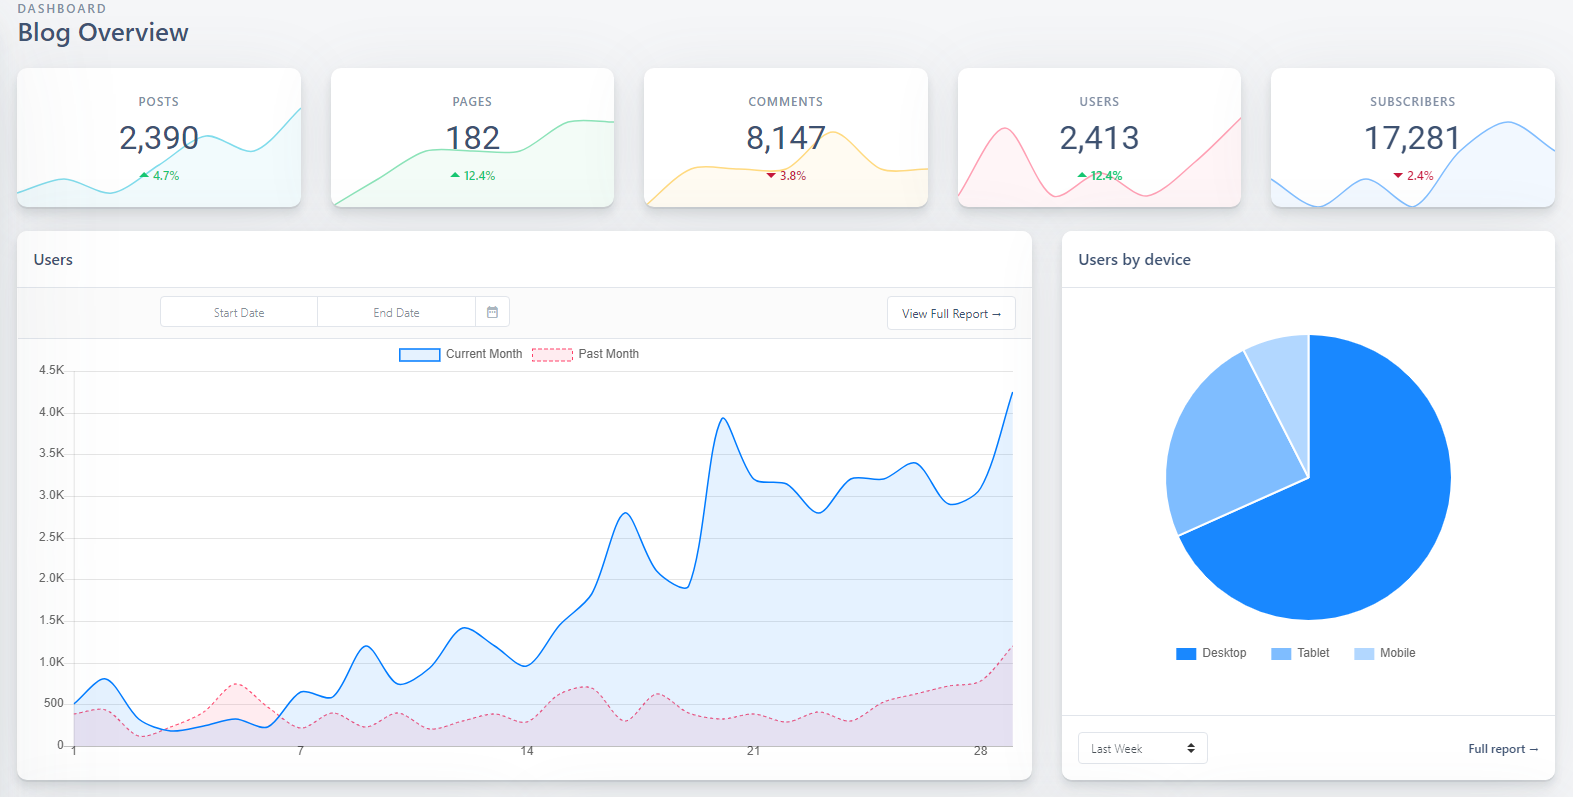 DASHBOARD
Blog Overview
POSTS
2,390
4.7%
PAGES
182
12.4%
COMMENTS
8,147
3.8%
USERS
2,413
12.4%
SUBSCRIBERS
17,281
2.4%
Users
Start Date
End Date
View Full Report →
Current Month
Past Month
4.5K
4.0K
3.5K
3.0K
2.5K
2.0K
1.5K
1.0K
500
0
1
7
14
21
28
Users by device
Desktop
Tablet
Mobile
Last Week
Full report →